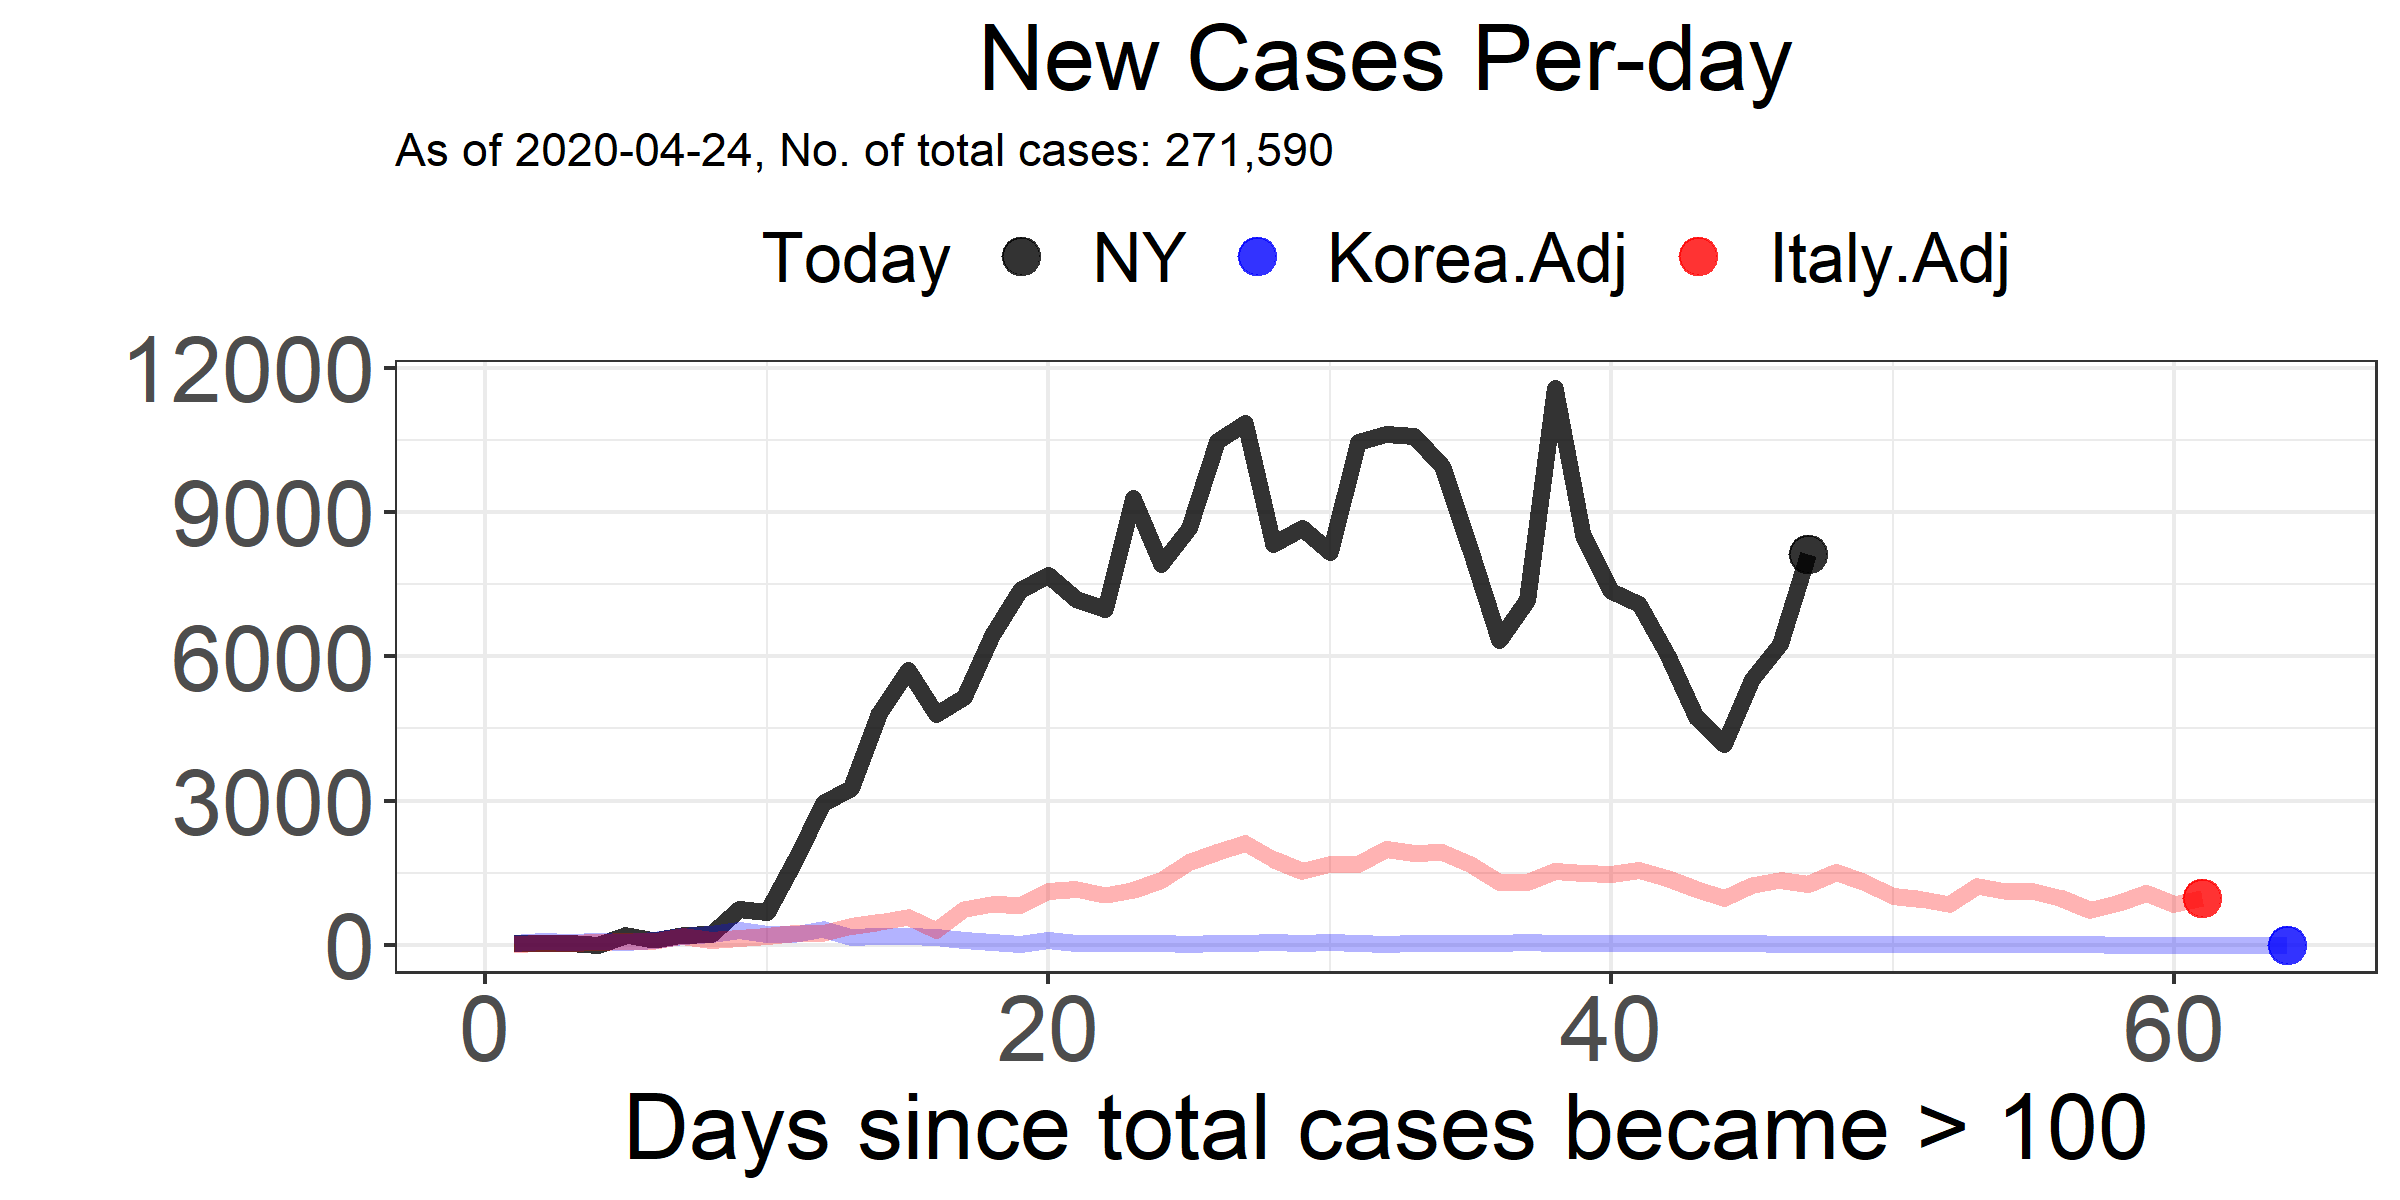 New Cases Per-day
As of 2020-04-24, No. of total cases: 271,590
Today NY Korea.Adj Italy.Adj
12000
9000
6000
3000
0
0 20 40 60
Days since total cases became > 100